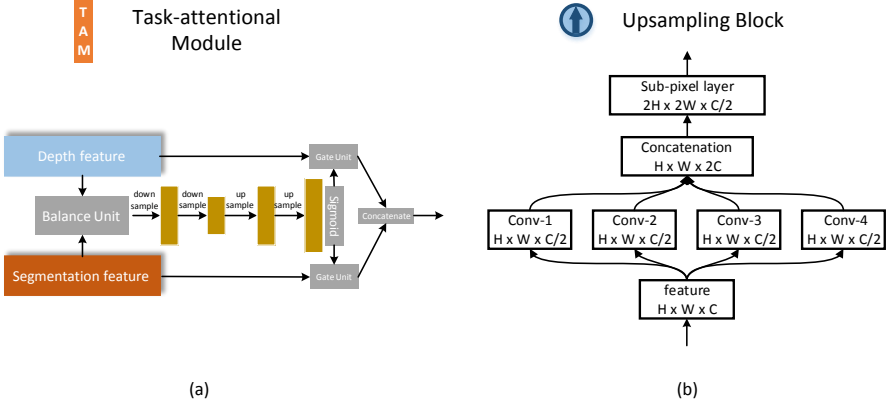 T
A
M
Task-attentional
Module
Depth feature
Gate Unit
down
sample
down
sample
up
sample
up
sample
Balance Unit
Sigmoid
Concatenate
Segmentation feature
Gate Unit
(a)
Upsampling Block
Sub-pixel layer
2H x 2W x C/2
Concatenation
H x W x 2C
Conv-1
H x W x C/2
Conv-2
H x W x C/2
Conv-3
H x W x C/2
Conv-4
H x W x C/2
feature
H x W x C
(b)